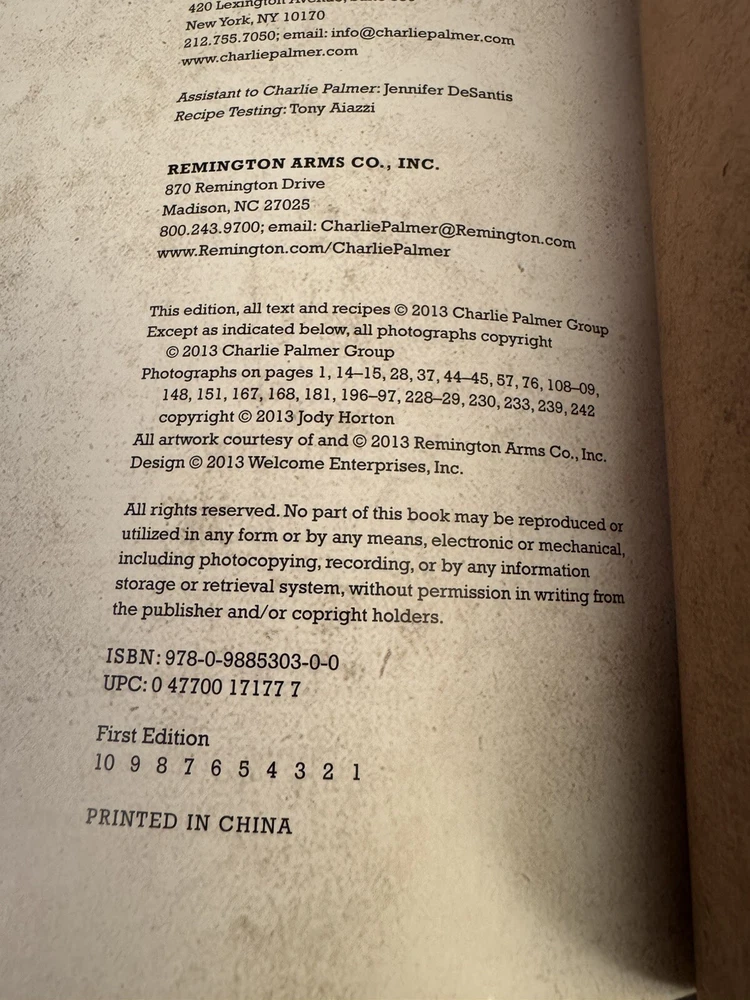 420 Lexington
New York, NY 10170
212.755.7050; email: info@charliepalmer.com
www.charliepalmer.com
Assistant to Charlie Palmer: Jennifer DeSantis
Recipe Testing: Tony Aiazzi
REMINGTON ARMS CO., INC.
870 Remington Drive
Madison, NC 27025
800.243.9700; email: CharliePalmer@Remington.com
www.Remington.com/CharliePalmer
This edition, all text and recipes © 2013 Charlie Palmer Group
Except as indicated below, all photographs copyright
© 2013 Charlie Palmer Group
Photographs on pages 1, 14–15, 28, 37, 44–45, 57, 76, 108–09,
148, 151, 167, 168, 181, 196–97, 228–29, 230, 233, 239, 242
copyright © 2013 Jody Horton
All artwork courtesy of and © 2013 Remington Arms Co., Inc.
Design © 2013 Welcome Enterprises, Inc.
All rights reserved. No part of this book may be reproduced or
utilized in any form or by any means, electronic or mechanical,
including photocopying, recording, or by any information
storage or retrieval system, without permission in writing from
the publisher and/or copright holders.
ISBN: 978-0-9885303-0-0
UPC: 0 47700 17177 7
First Edition
10 9 8 7 6 5 4 3 2 1
PRINTED IN CHINA